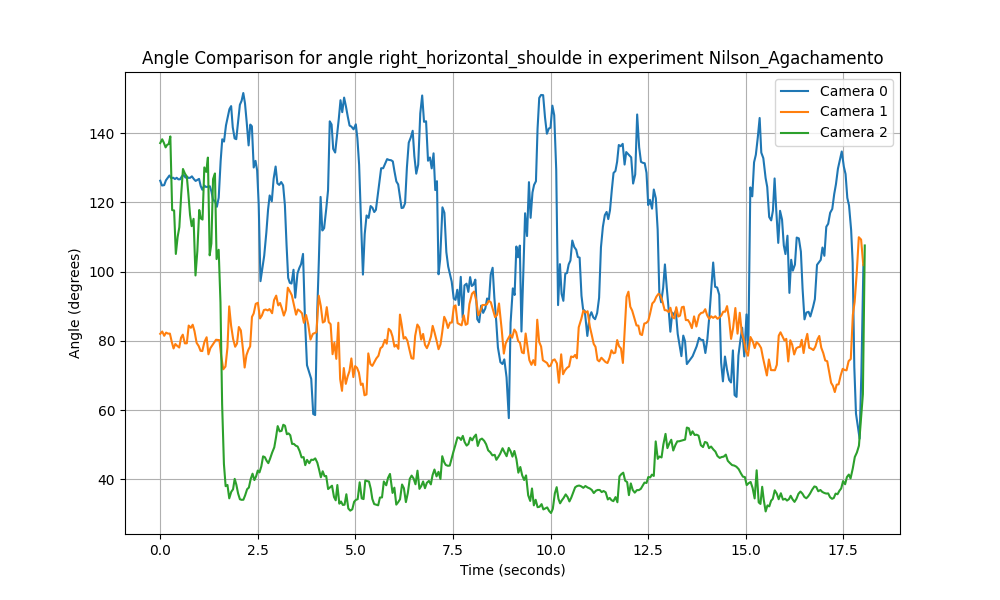 Angle Comparison for angle right_horizontal_shoulde in experiment Nilson_Agachamento
Camera 0
Camera 1
Camera 2
Angle (degrees)
140
120
100
80
60
40
0.0 2.5 5.0 7.5 10.0 12.5 15.0 17.5
Time (seconds)